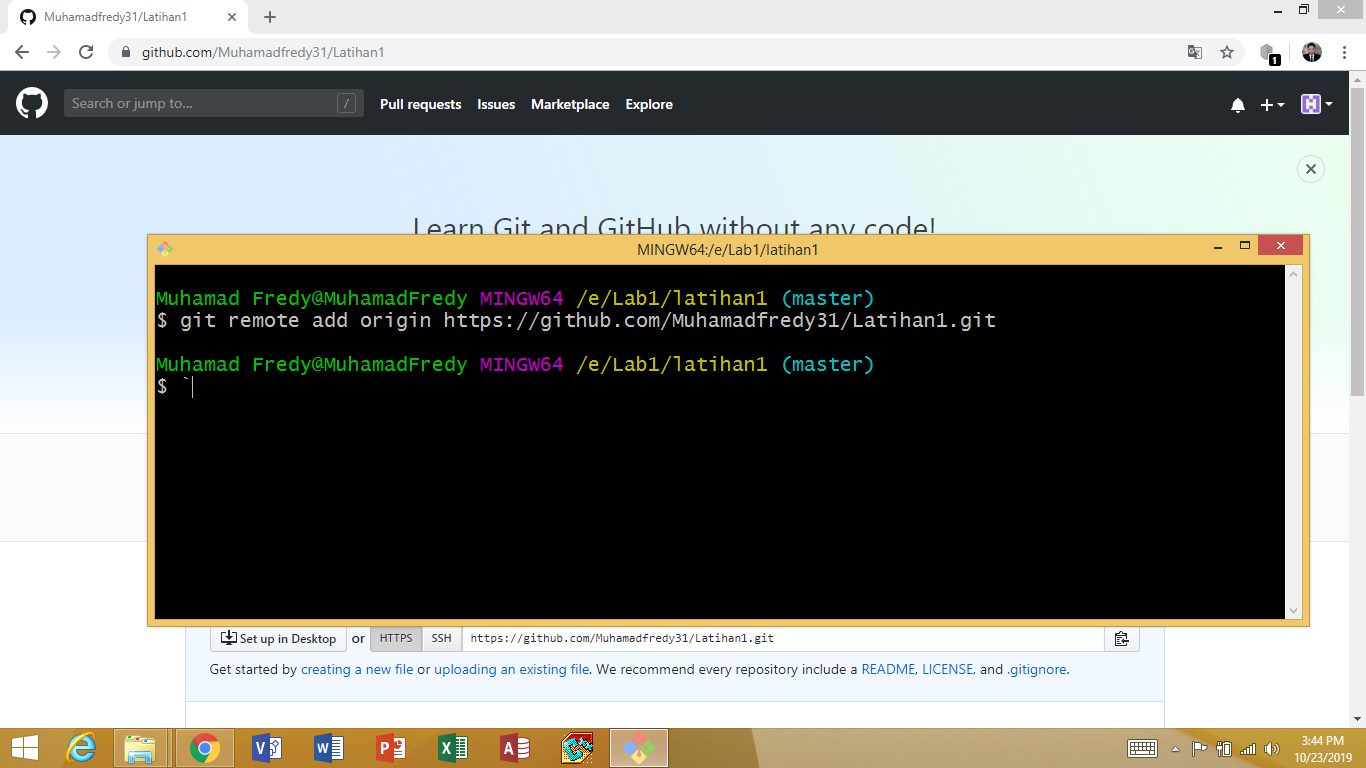 Muhamadfredy31/Latihan1
github.com/Muhamadfredy31/Latihan1
1
Search or jump to...
/
Pull requests
Issues
Marketplace
Explore
Learn Git and GitHub without any code!
MINGW64:/e/Lab1/latihan1
Muhamad Fredy@MuhamadFredy MINGW64 /e/Lab1/latihan1 (master)
$ git remote add origin https://github.com/Muhamadfredy31/Latihan1.git
Muhamad Fredy@MuhamadFredy MINGW64 /e/Lab1/latihan1 (master)
$ `
Set up in Desktop or HTTPS SSH https://github.com/Muhamadfredy31/Latihan1.git
Get started by creating a new file or uploading an existing file. We recommend every repository include a README, LICENSE, and .gitignore.
3:44 PM
10/23/2019